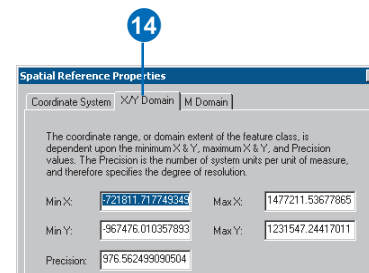 14
Spatial Reference Properties
Coordinate System X/Y Domain M Domain
The coordinate range, or domain extent of the feature class, is
dependent upon the minimum X & Y, maximum X & Y, and Precision
values. The Precision is the number of system units per unit of measure,
and therefore specifies the degree of resolution.
Min X: -721811.717749349 Max X: 1477211.53677865
Min Y: -967476.010357893 Max Y: 1231547.24417011
Precision: 976.562499090504